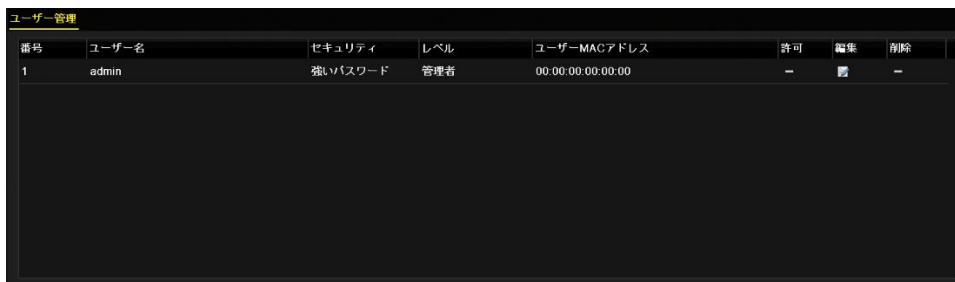 ユーザー管理
番号 ユーザー名 セキュリティ レベル ユーザーMACアドレス 許可 編集 削除
1 admin 強いパスワード 管理者 00:00:00:00:00:00 – –